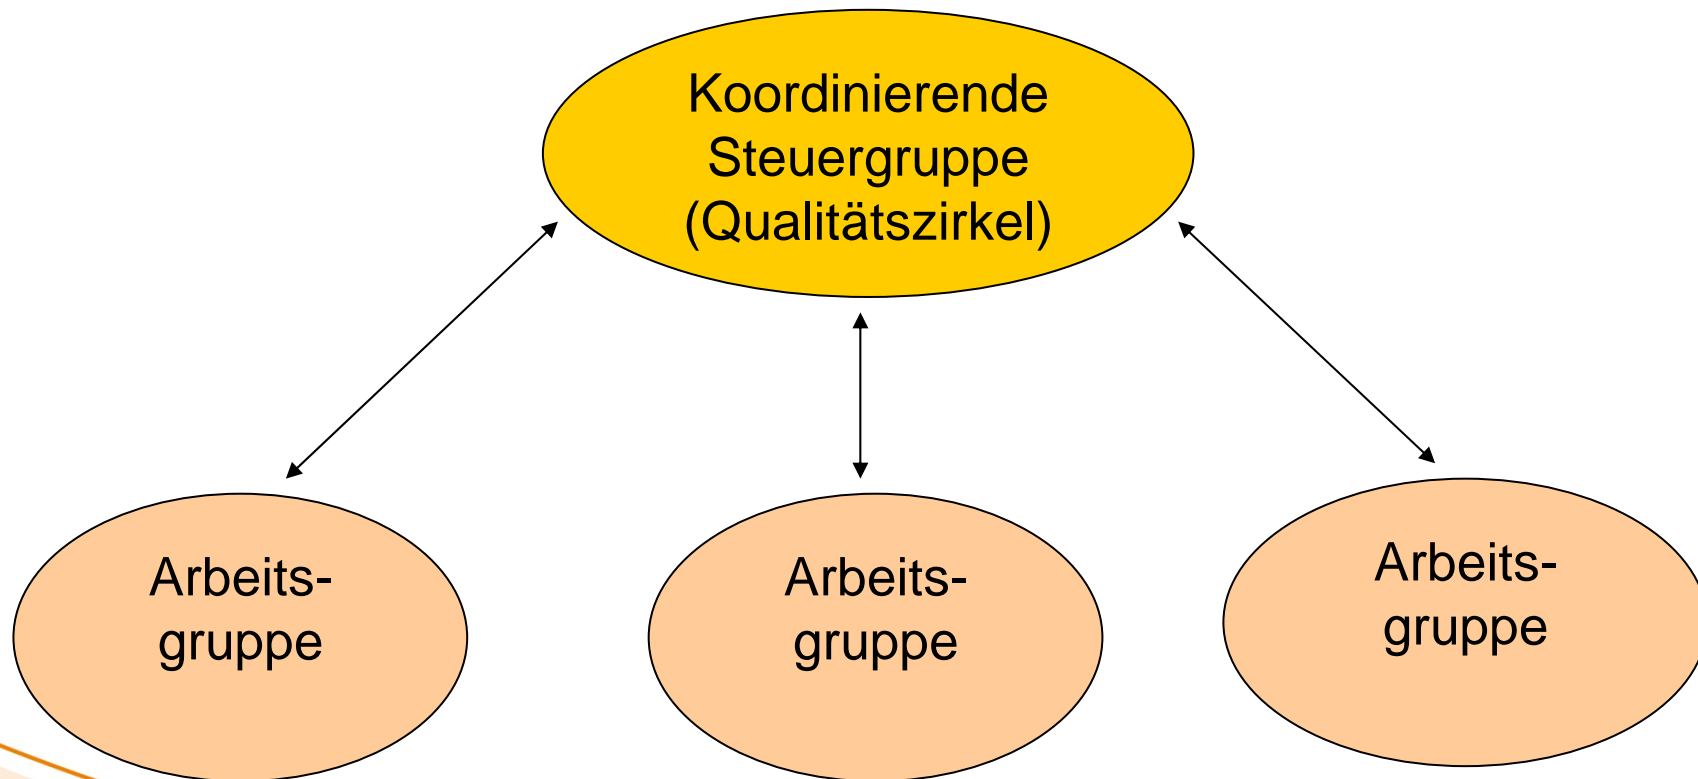 Koordinierende
Steuergruppe
(Qualitätszirkel)
Arbeits-
gruppe
Arbeits-
gruppe
Arbeits-
gruppe